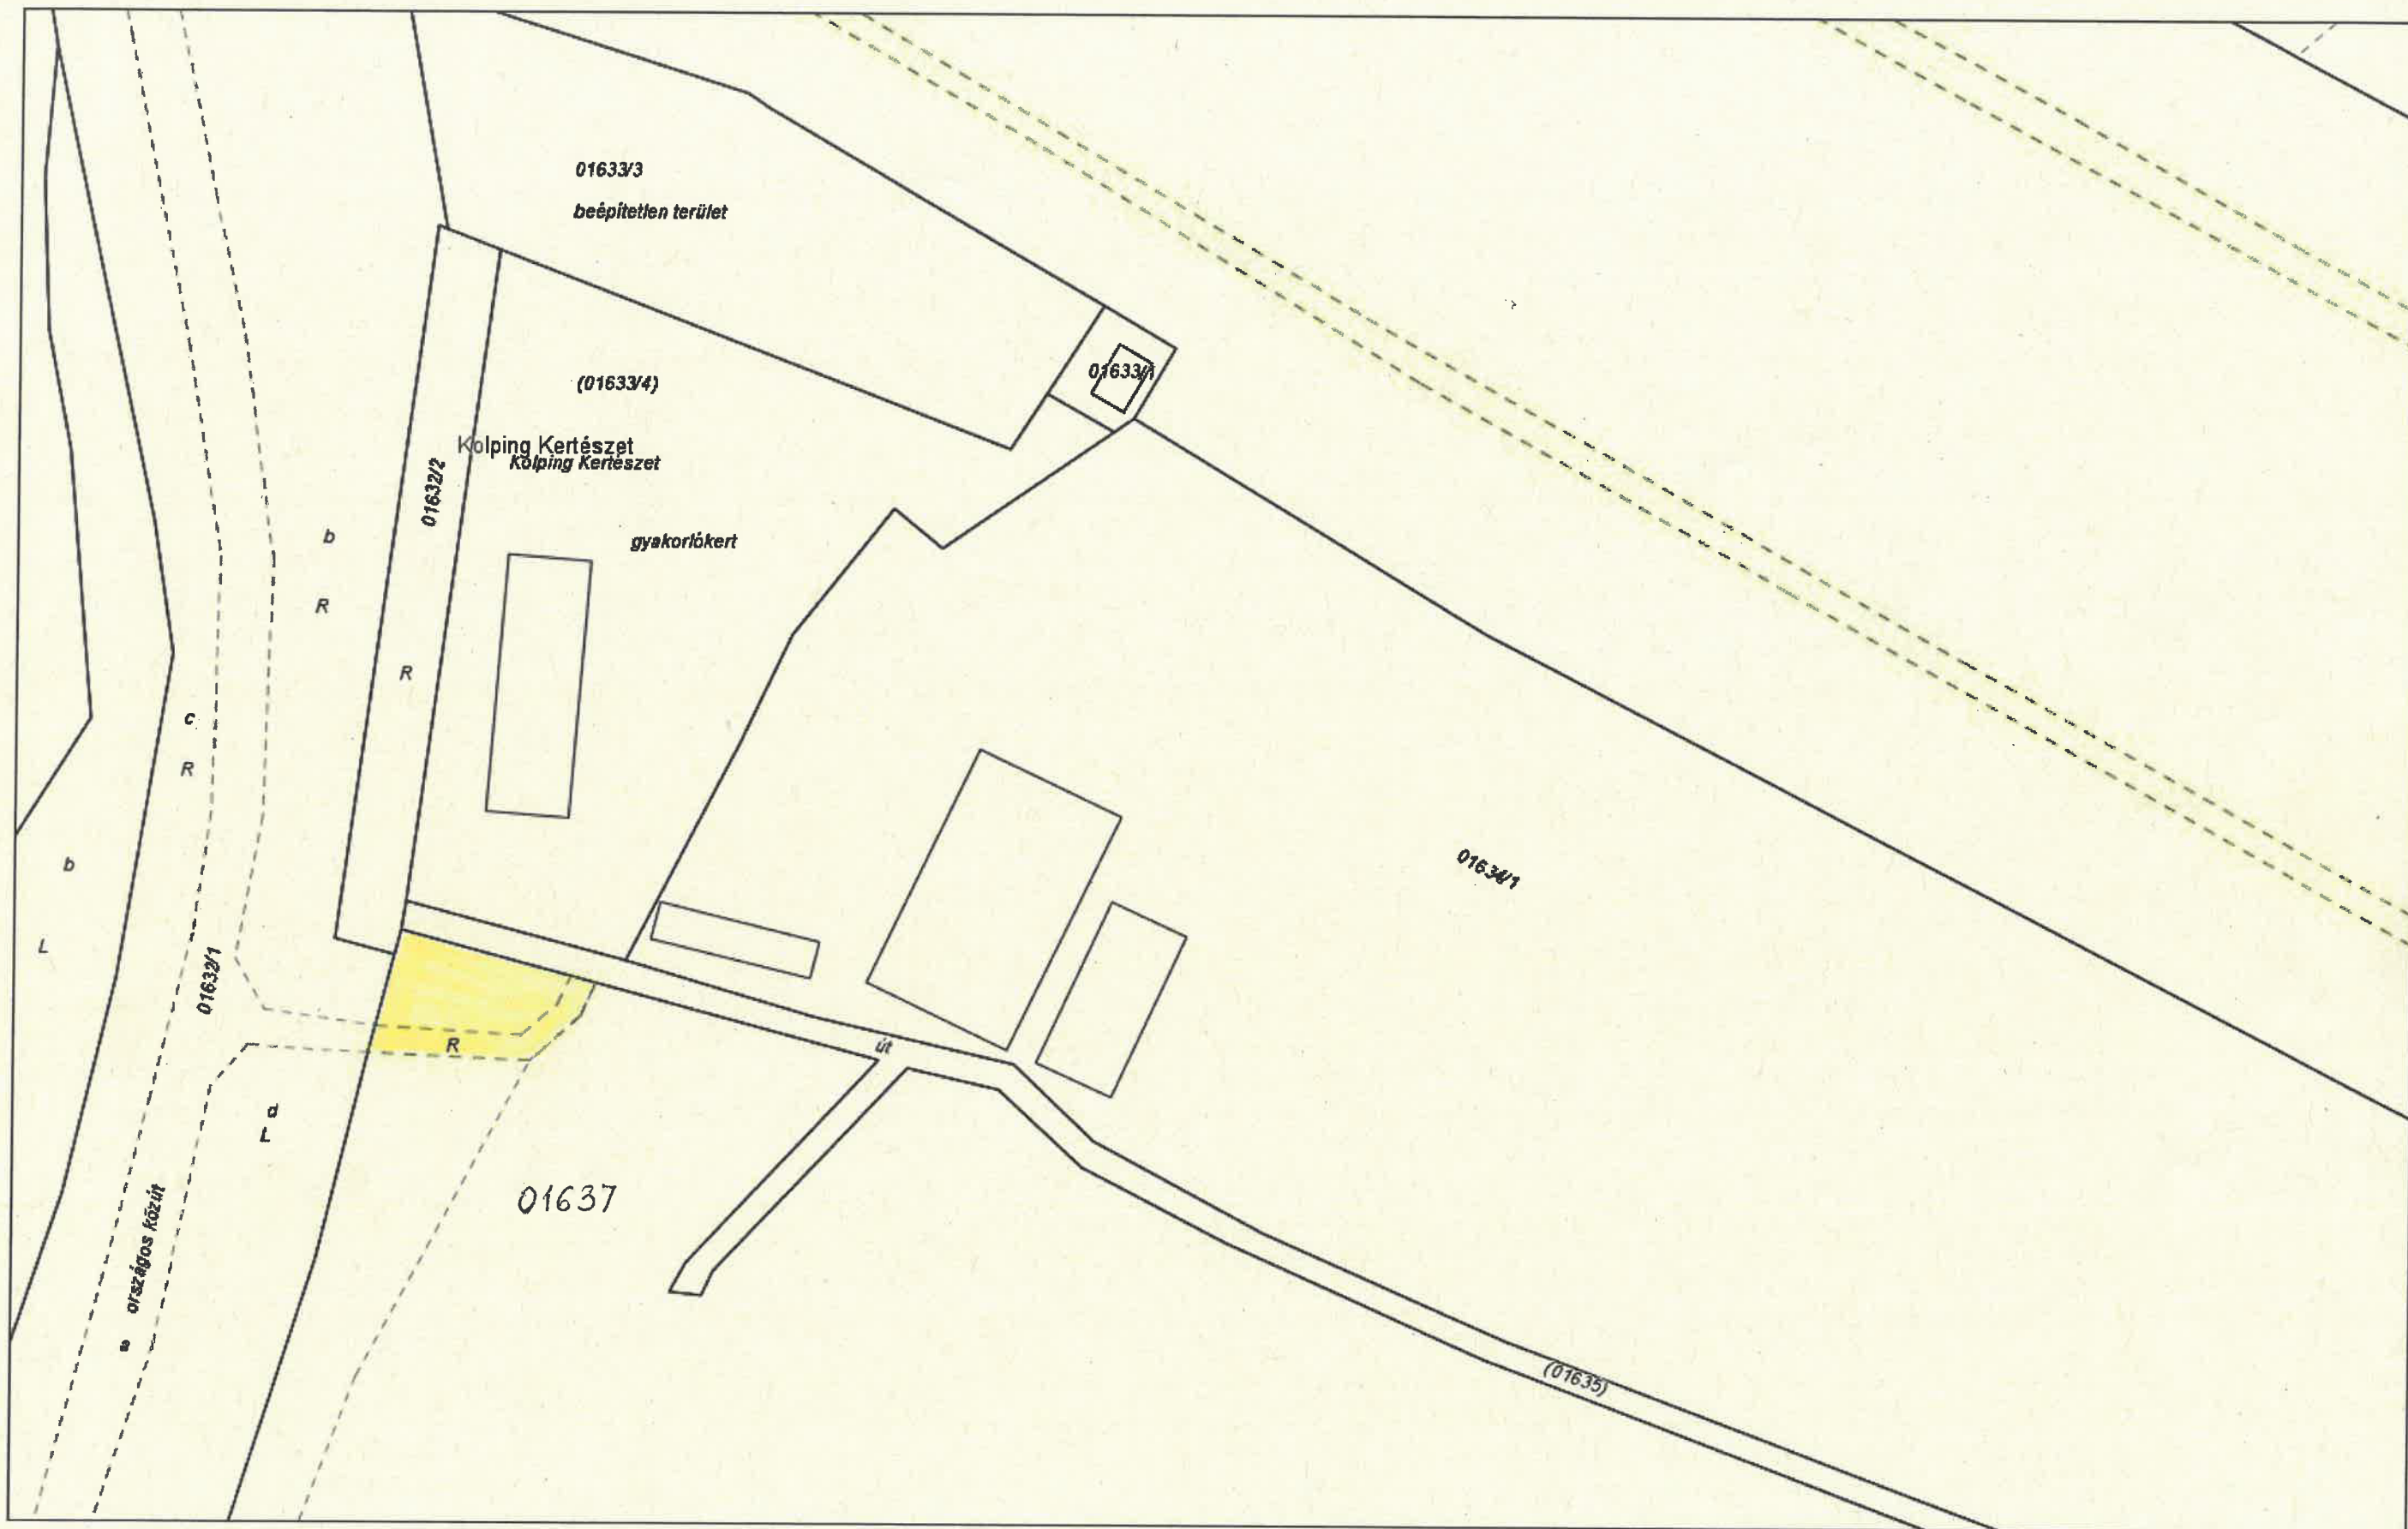 01633/3
beépítetlen terület
(01633/4)
01633/1
Kolping Kertészet
Kolping Kertészet
01632/2
gyakorlókert
b
R
R
c
R
b
L
01634/1
01632/1
R
út
d
L
01637
országos közút
a
(01635)